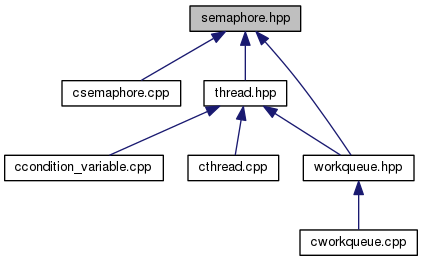 semaphore.hpp
csemaphore.cpp
thread.hpp
ccondition_variable.cpp
cthread.cpp
workqueue.hpp
cworkqueue.cpp